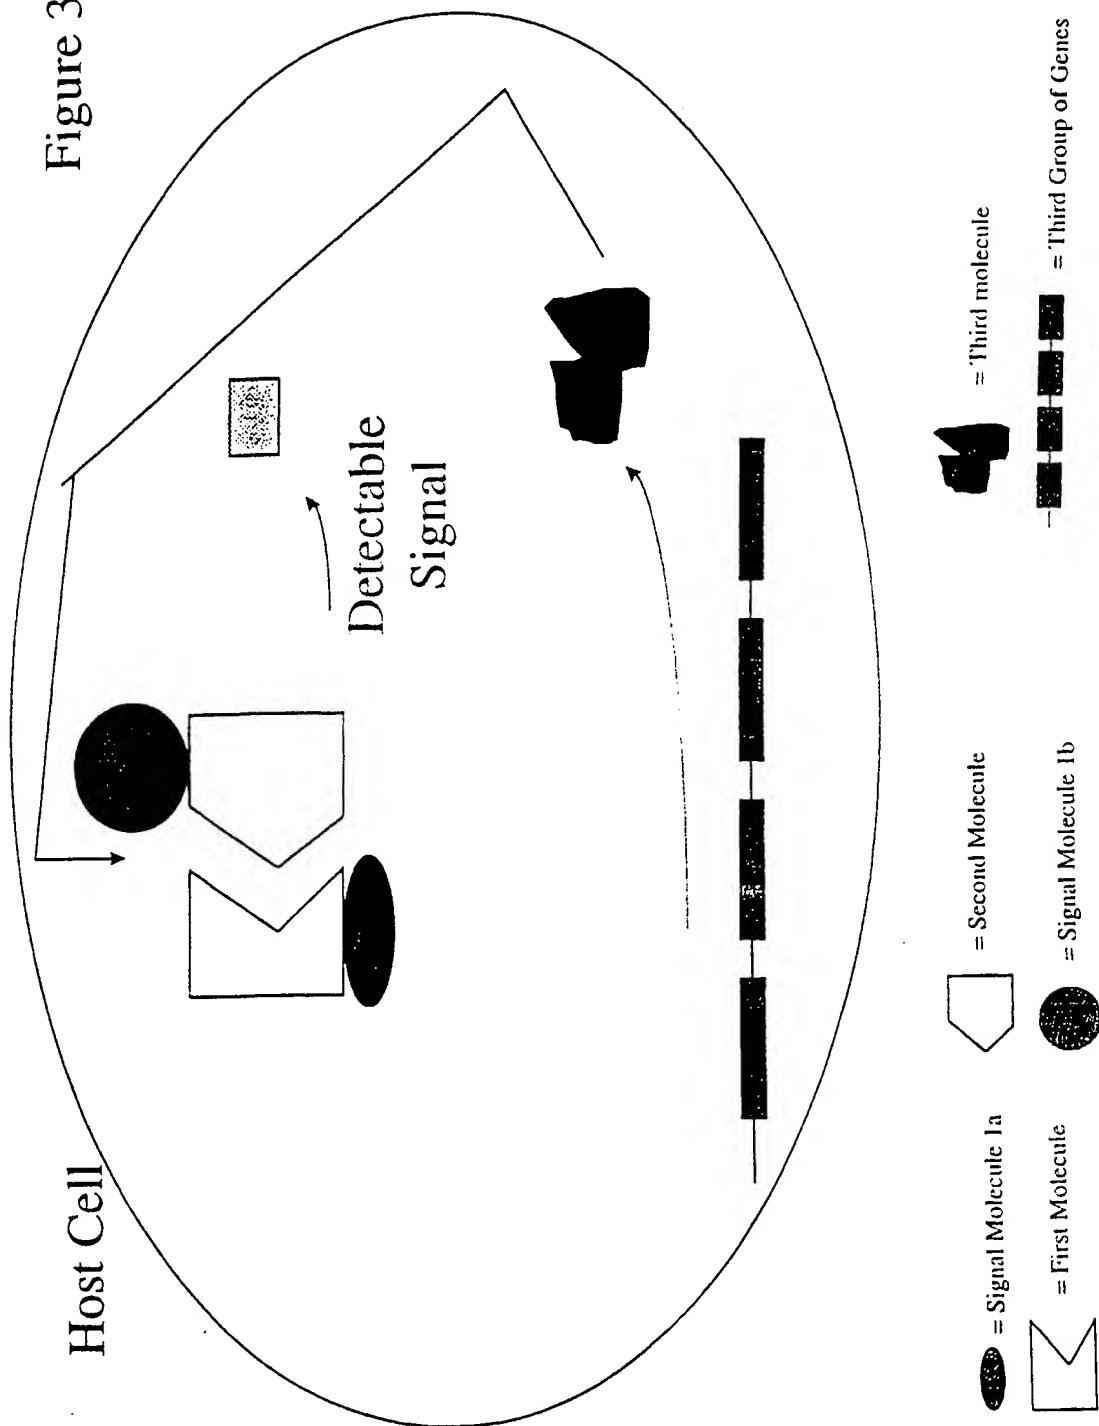 Figure 3
Host Cell
Detectable
Signal
= Signal Molecule 1a
= Second Molecule
= Third molecule
= First Molecule
= Signal Molecule 1b
= Third Group of Genes